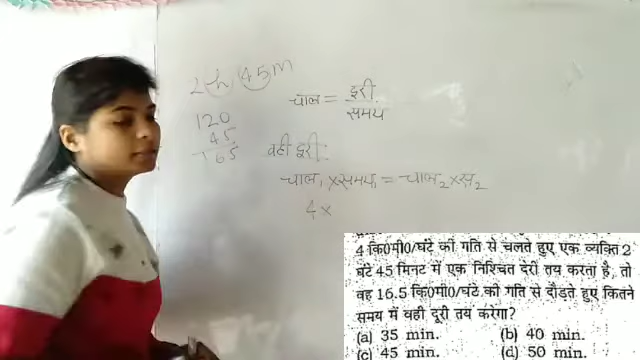 2h 45m
120
45
165
चाल = दूरी
समय
वही दूरी:
चाल₁ × समय₁ = चाल₂ × स₂
4 ×
4 कि0मी0/घंटे की गति से चलते हुए एक व्यक्ति 2
घंटे 45 मिनट में एक निश्चित देरी तय करता है, तो
वह 16.5 कि0मी0/घंटे की गति से दौड़ते हुए कितने
समय में वही दूरी तय करेगा?
(a) 35 min. (b) 40 min.
(c) 45 min. (d) 50 min.